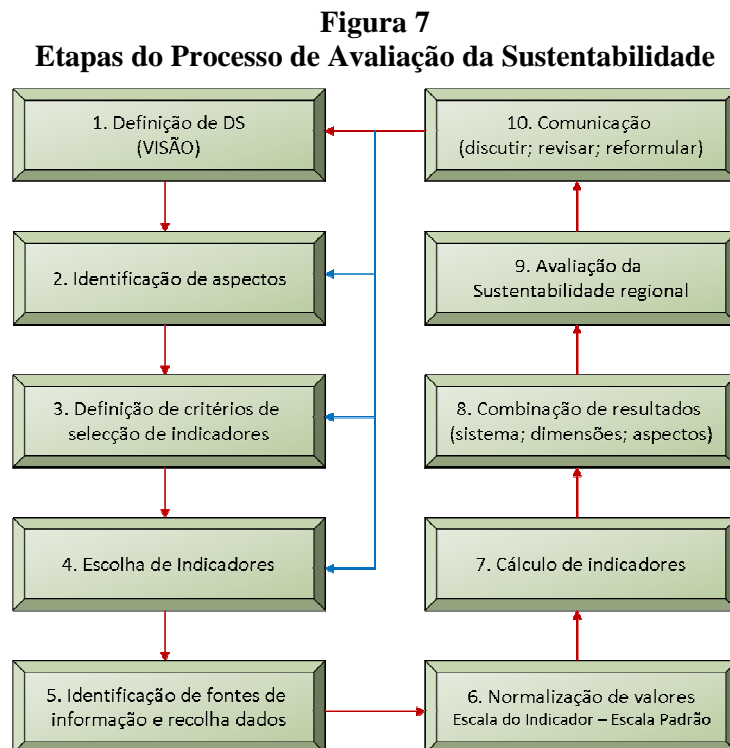 Figura 7
Etapas do Processo de Avaliação da Sustentabilidade
1. Definição de DS
(VISÃO)
2. Identificação de aspectos
3. Definição de critérios de
selecção de indicadores
4. Escolha de Indicadores
5. Identificação de fontes de
informação e recolha dados
6. Normalização de valores
Escala do Indicador – Escala Padrão
7. Cálculo de indicadores
8. Combinação de resultados
(sistema; dimensões; aspectos)
9. Avaliação da
Sustentabilidade regional
10. Comunicação
(discutir; revisar; reformular)